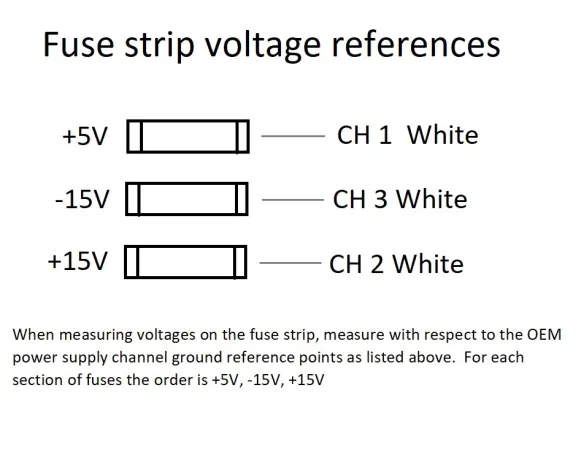 Fuse strip voltage references
+5V CH 1 White
-15V CH 3 White
+15V CH 2 White
When measuring voltages on the fuse strip, measure with respect to the OEM
power supply channel ground reference points as listed above. For each
section of fuses the order is +5V, -15V, +15V